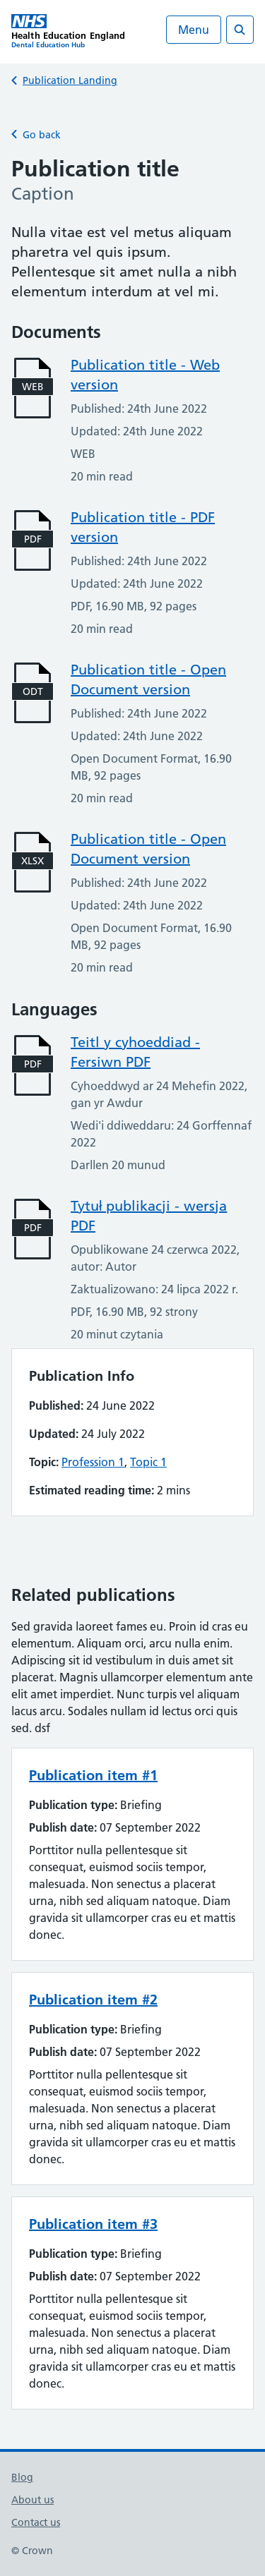 NHS
Health Education England
Dental Education Hub
Menu
Publication Landing
Go back
Publication title
Caption
Nulla vitae est vel metus aliquam
pharetra vel quis ipsum.
Pellentesque sit amet nulla a nibh
elementum interdum at vel mi.
Documents
WEB
Publication title - Web
version
Published: 24th June 2022
Updated: 24th June 2022
WEB
20 min read
PDF
Publication title - PDF
version
Published: 24th June 2022
Updated: 24th June 2022
PDF, 16.90 MB, 92 pages
20 min read
ODT
Publication title - Open
Document version
Published: 24th June 2022
Updated: 24th June 2022
Open Document Format, 16.90
MB, 92 pages
20 min read
XLSX
Publication title - Open
Document version
Published: 24th June 2022
Updated: 24th June 2022
Open Document Format, 16.90
MB, 92 pages
20 min read
Languages
PDF
Teitl y cyhoeddiad -
Fersiwn PDF
Cyhoeddwyd ar 24 Mehefin 2022,
gan yr Awdur
Wedi'i ddiweddaru: 24 Gorffennaf
2022
Darllen 20 munud
PDF
Tytuł publikacji - wersja
PDF
Opublikowane 24 czerwca 2022,
autor: Autor
Zaktualizowano: 24 lipca 2022 r.
PDF, 16.90 MB, 92 strony
20 minut czytania
Publication Info
Published: 24 June 2022
Updated: 24 July 2022
Topic: Profession 1, Topic 1
Estimated reading time: 2 mins
Related publications
Sed gravida laoreet fames eu. Proin id cras eu
elementum. Aliquam orci, arcu nulla enim.
Adipiscing sit id vestibulum in duis amet sit
placerat. Magnis ullamcorper elementum ante
elit amet imperdiet. Nunc turpis vel aliquam
lacus arcu. Sodales nullam id lectus orci quis
sed. dsf
Publication item #1
Publication type: Briefing
Publish date: 07 September 2022
Porttitor nulla pellentesque sit
consequat, euismod sociis tempor,
malesuada. Non senectus a placerat
urna, nibh sed aliquam natoque. Diam
gravida sit ullamcorper cras eu et mattis
donec.
Publication item #2
Publication type: Briefing
Publish date: 07 September 2022
Porttitor nulla pellentesque sit
consequat, euismod sociis tempor,
malesuada. Non senectus a placerat
urna, nibh sed aliquam natoque. Diam
gravida sit ullamcorper cras eu et mattis
donec.
Publication item #3
Publication type: Briefing
Publish date: 07 September 2022
Porttitor nulla pellentesque sit
consequat, euismod sociis tempor,
malesuada. Non senectus a placerat
urna, nibh sed aliquam natoque. Diam
gravida sit ullamcorper cras eu et mattis
donec.
Blog
About us
Contact us
© Crown